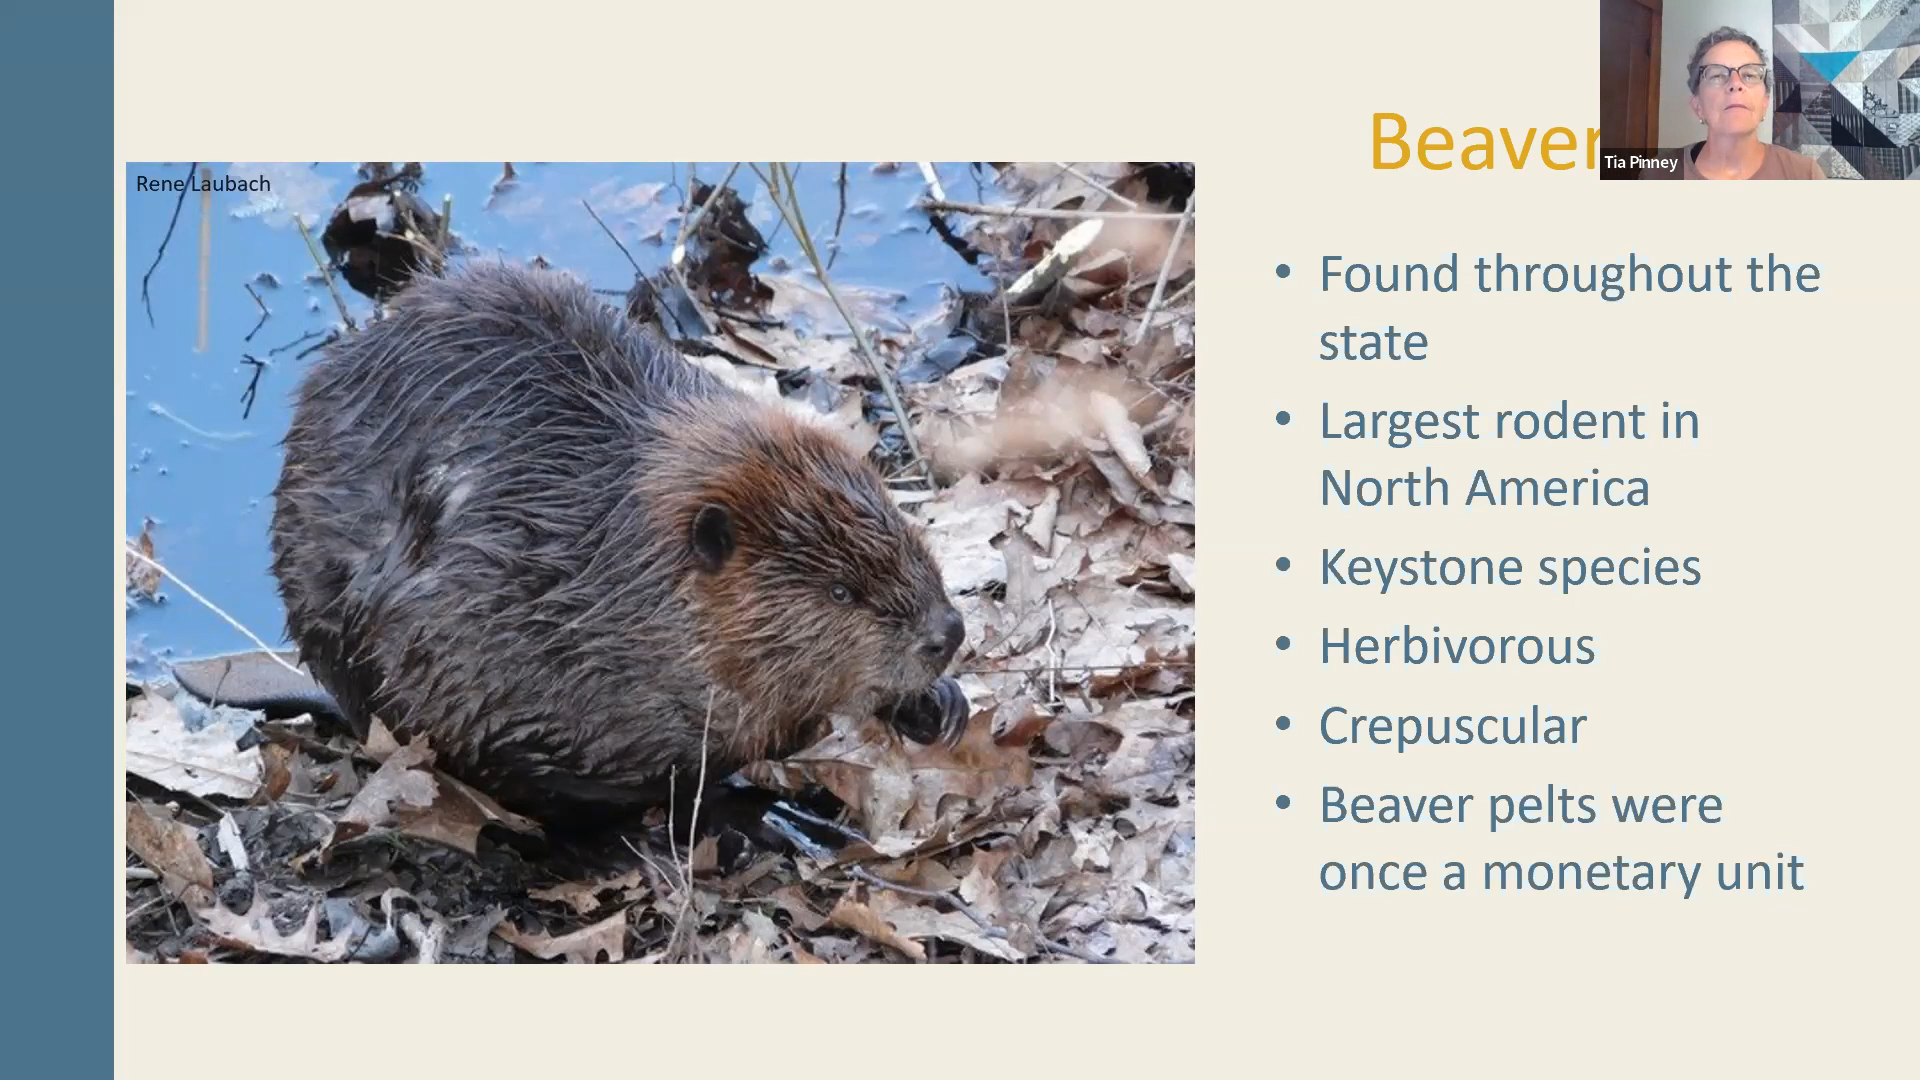 Beaver
Tia Pinney
Rene Laubach
• Found throughout the
state
• Largest rodent in
North America
• Keystone species
• Herbivorous
• Crepuscular
• Beaver pelts were
once a monetary unit